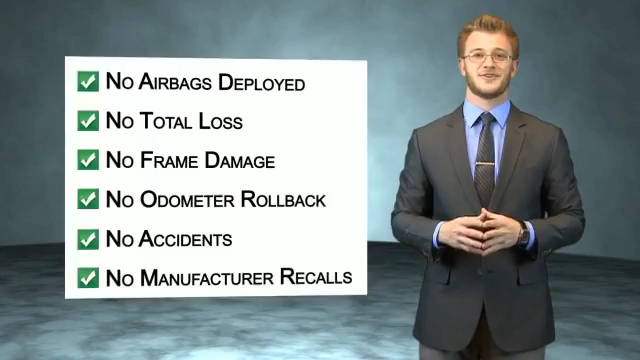 No Airbags Deployed
No Total Loss
No Frame Damage
No Odometer Rollback
No Accidents
No Manufacturer Recalls